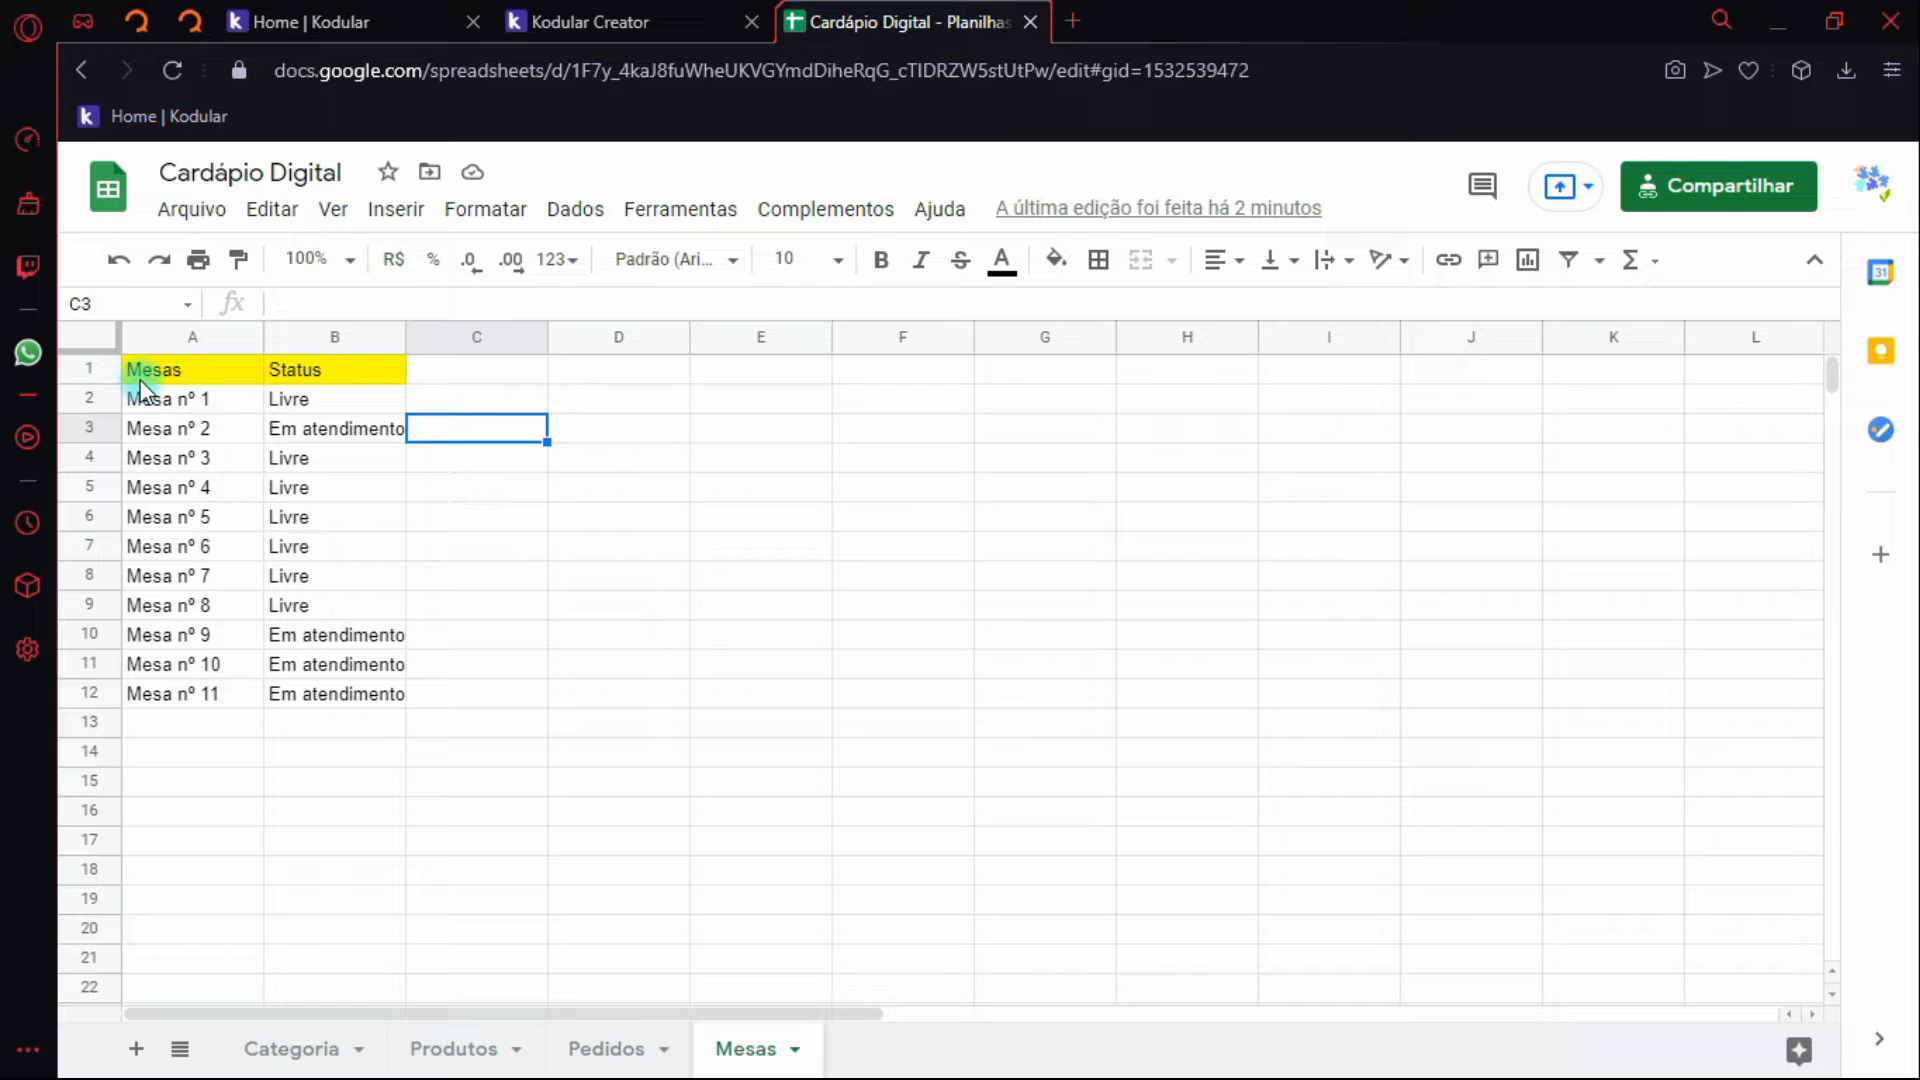 Home | Kodular
Kodular Creator
Cardápio Digital - Planilhas
docs.google.com/spreadsheets/d/1F7y_4kaJ8fuWheUKVGYmdDiheRqG_cTIDRZW5stUtPw/edit#gid=1532539472
Home | Kodular
Cardápio Digital
Compartilhar
Arquivo Editar Ver Inserir Formatar Dados Ferramentas Complementos Ajuda A última edição foi feita há 2 minutos
100% R$ % .0 .00 123 Padrão (Ari... 10 B I S A Σ
31
C3 fx
A B C D E F G H I J K L
1 Mesas Status
2 Mesa nº 1 Livre
3 Mesa nº 2 Em atendimento
4 Mesa nº 3 Livre
5 Mesa nº 4 Livre
6 Mesa nº 5 Livre
7 Mesa nº 6 Livre
8 Mesa nº 7 Livre
9 Mesa nº 8 Livre
10 Mesa nº 9 Em atendimento
11 Mesa nº 10 Em atendimento
12 Mesa nº 11 Em atendimento
13
14
15
16
17
18
19
20
21
22
Categoria Produtos Pedidos Mesas